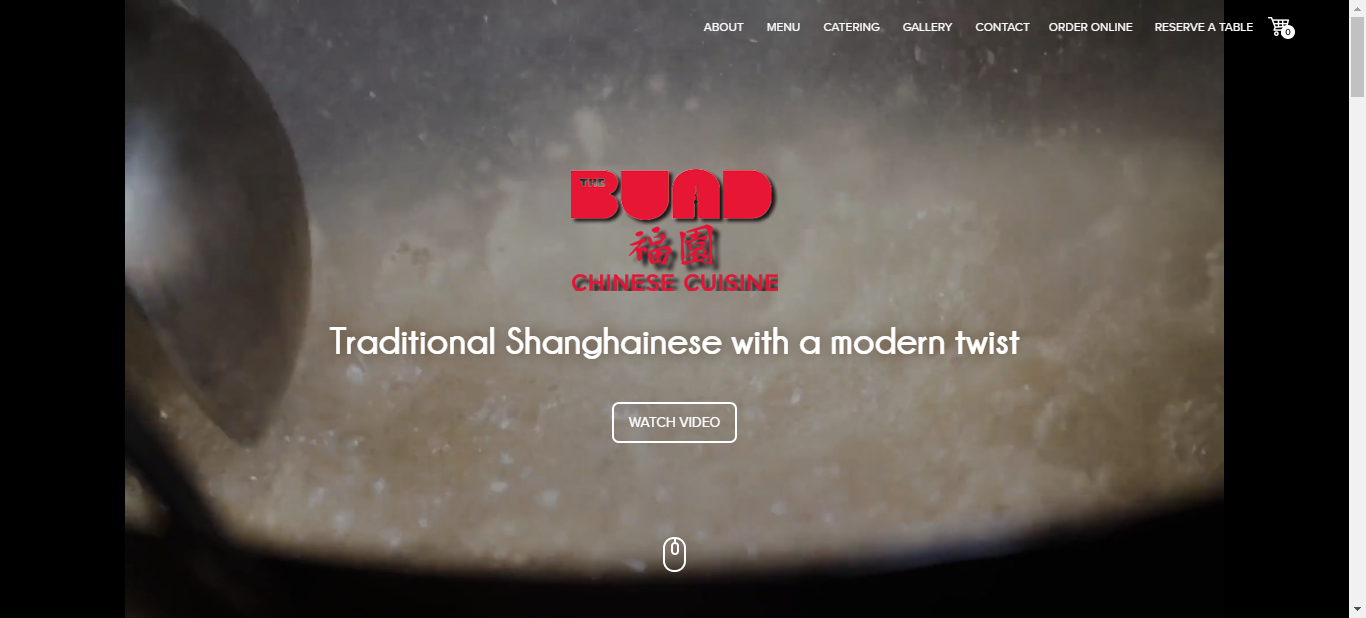 ABOUT MENU CATERING GALLERY CONTACT ORDER ONLINE RESERVE A TABLE 0
THE
BUAD
福園
CHINESE CUISINE
Traditional Shanghainese with a modern twist
WATCH VIDEO